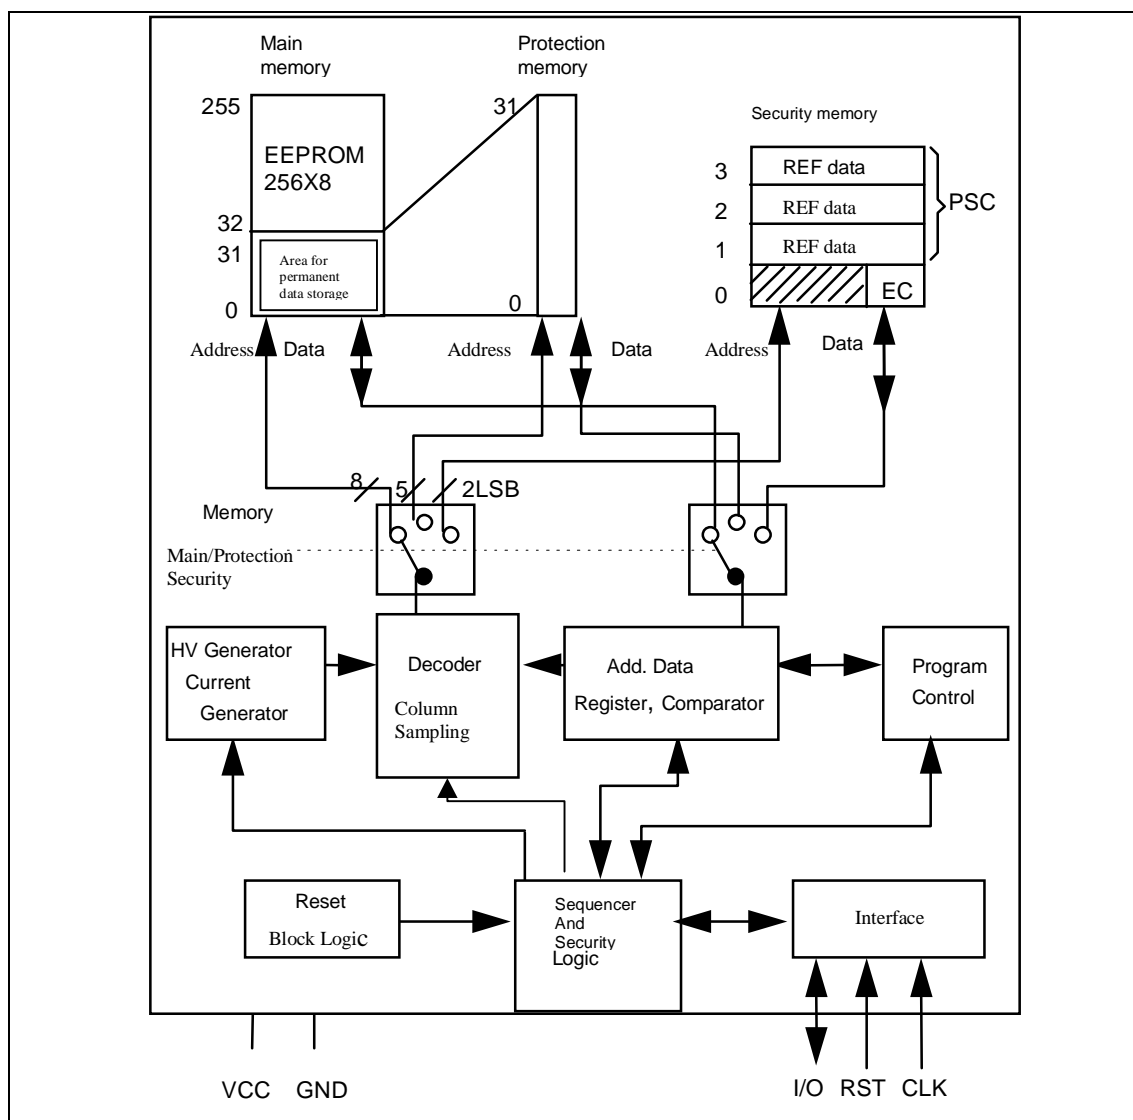 Main
memory
Protection
memory
Security memory
255
31
EEPROM
256X8
3
REF data
PSC
2
REF data
32
31
1
REF data
Area for
permanent
data storage
0
0
0
EC
Address
Data
Address
Data
Address
Data
8
5
2LSB
Memory
Main/Protection
Security
HV Generator
Current
Generator
Decoder
Column
Sampling
Add. Data
Register, Comparator
Program
Control
Reset
Block Logic
Sequencer
And
Security
Logic
Interface
VCC
GND
I/O
RST
CLK